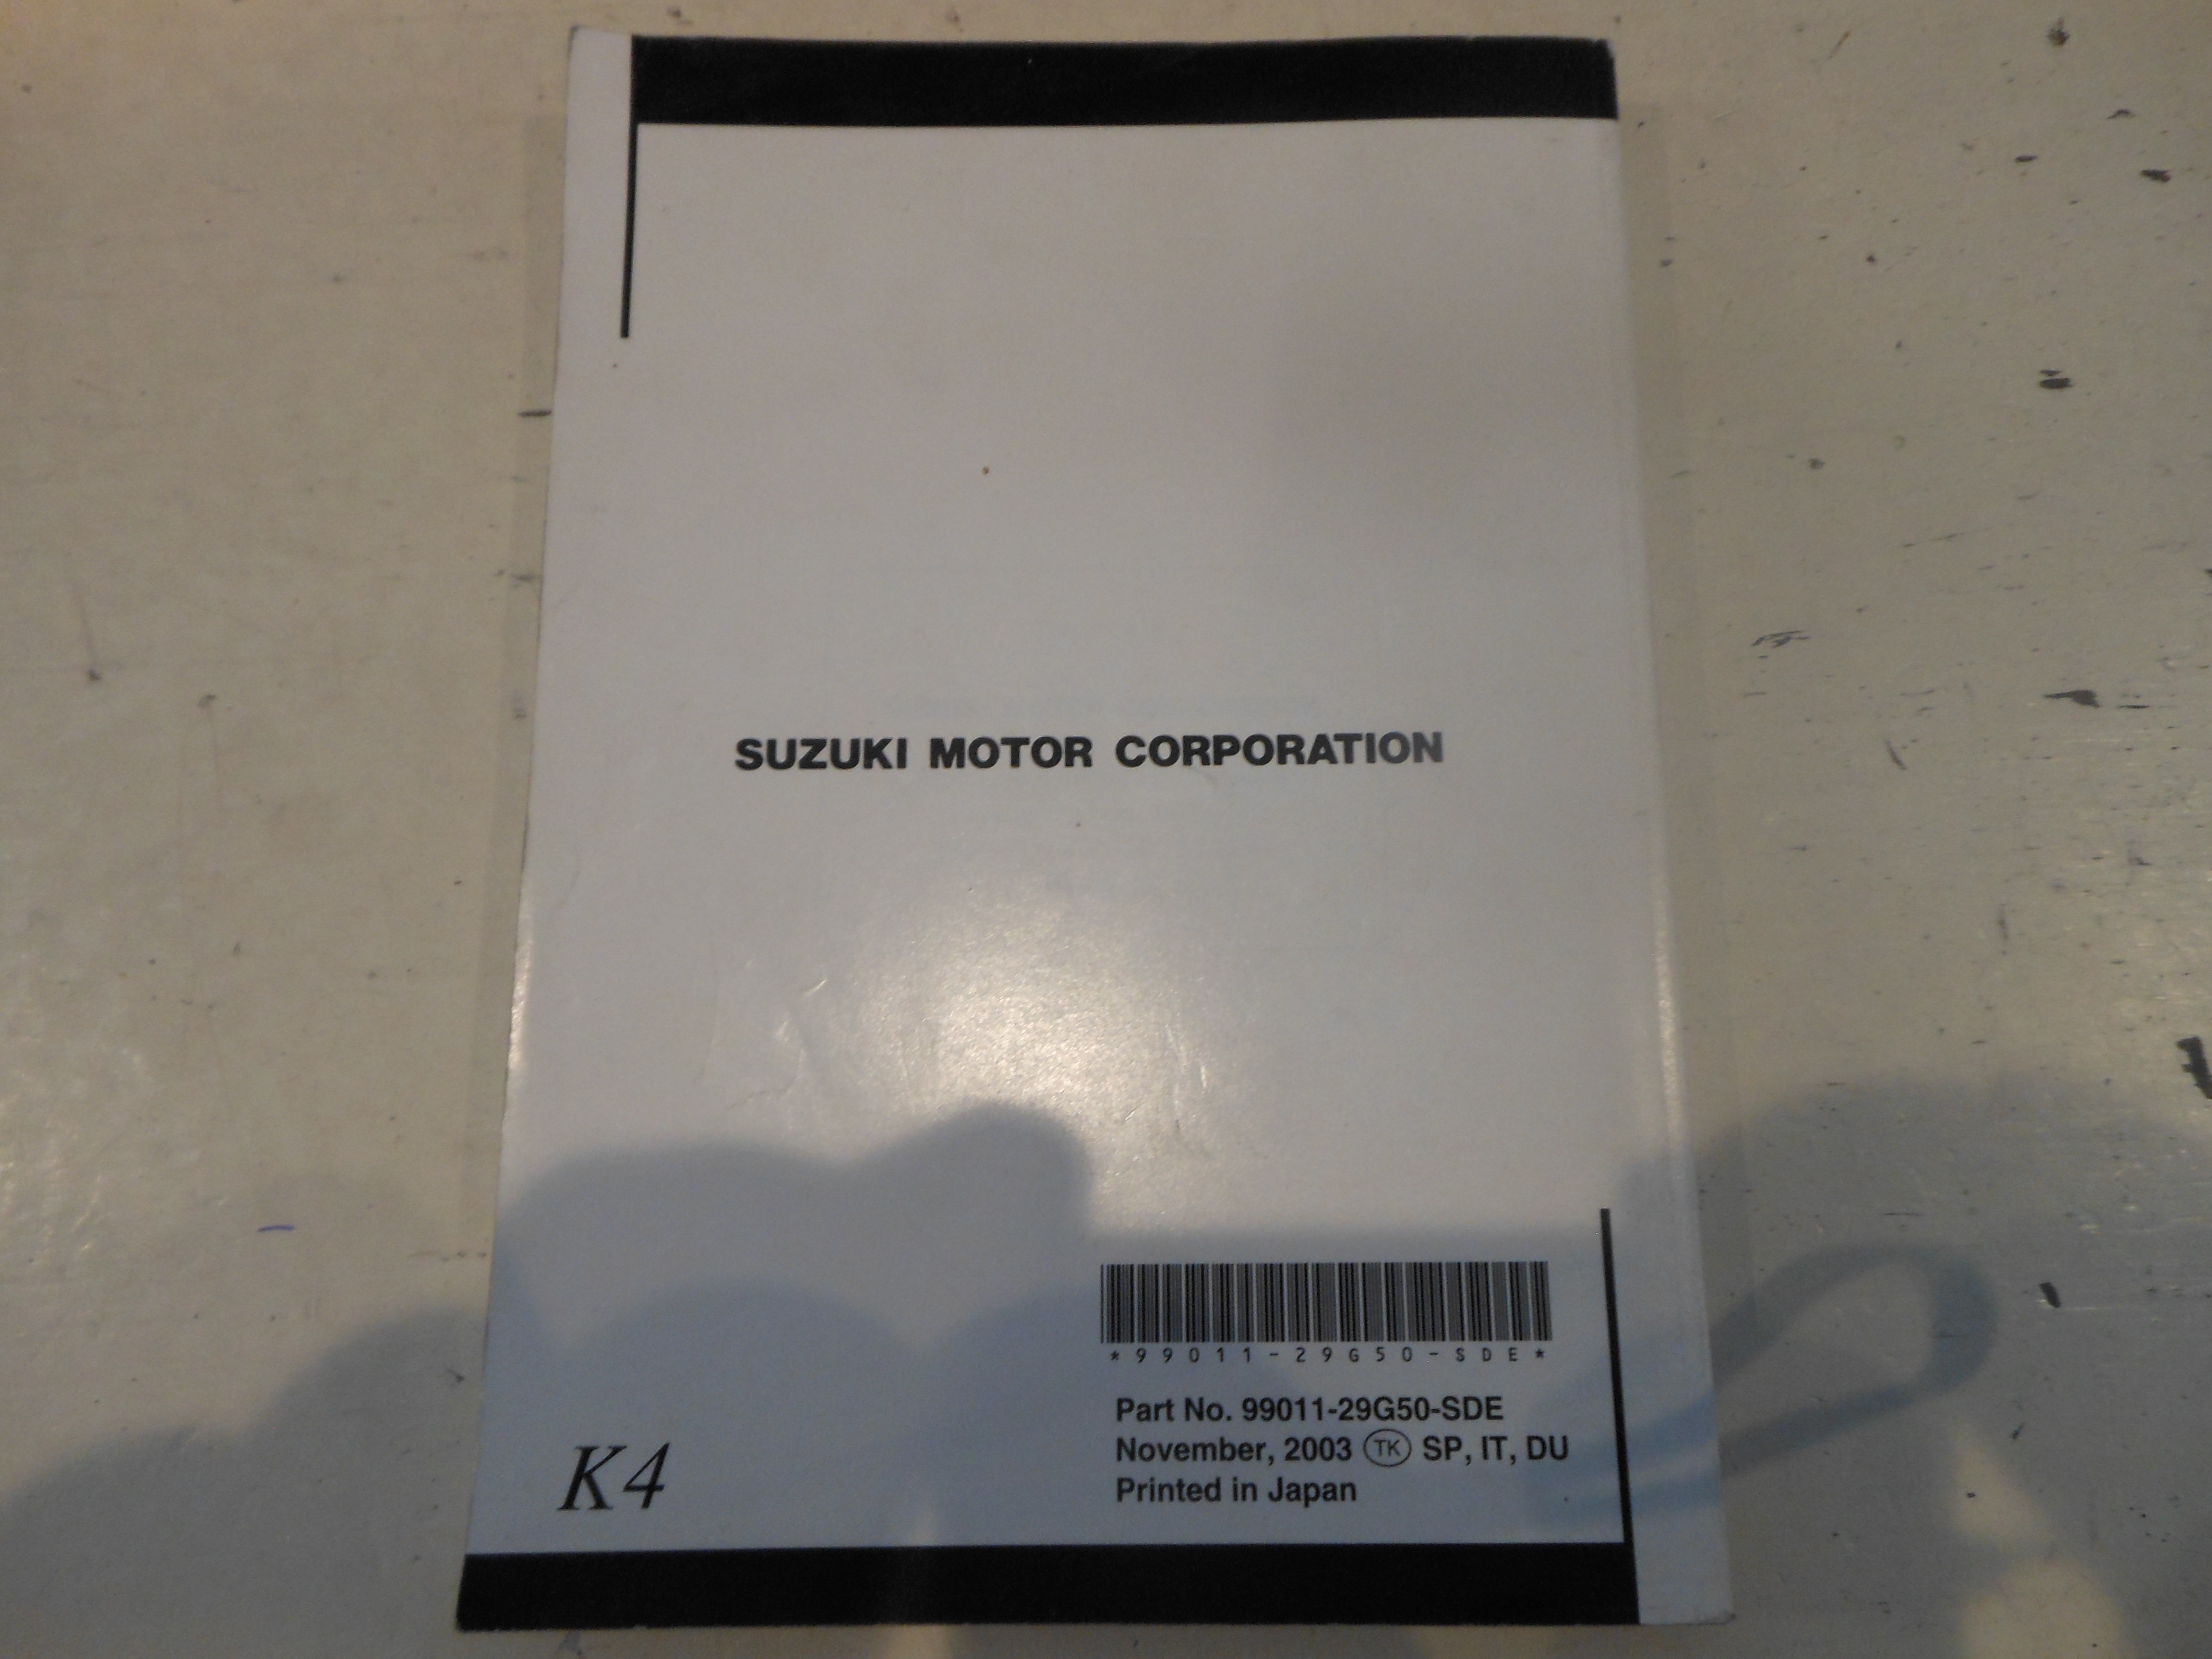 SUZUKI MOTOR CORPORATION
*99011-29G50-SDE*
Part No. 99011-29G50-SDE
November, 2003 TK SP, IT, DU
Printed in Japan
K4